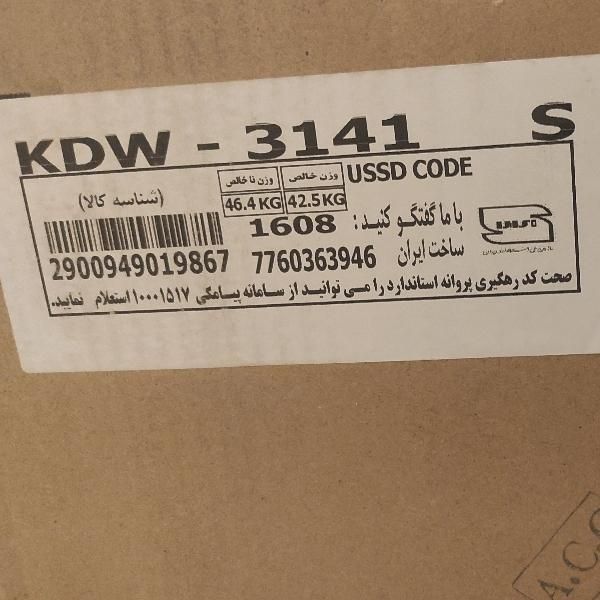 KDW - 3141 S
(شناسه کالا)
وزن ناخالص
وزن خالص
USSD CODE
46.4 KG
42.5 KG
با ما گفتگو کنید: 1608
ساخت ایران
2900949019867
7760363946
صحت کد رهگیری پروانه استاندارد را می توانید از سامانه پیامکی ۱۰۰۰۱۵۱۷ استعلام نمایید.
A.C.C